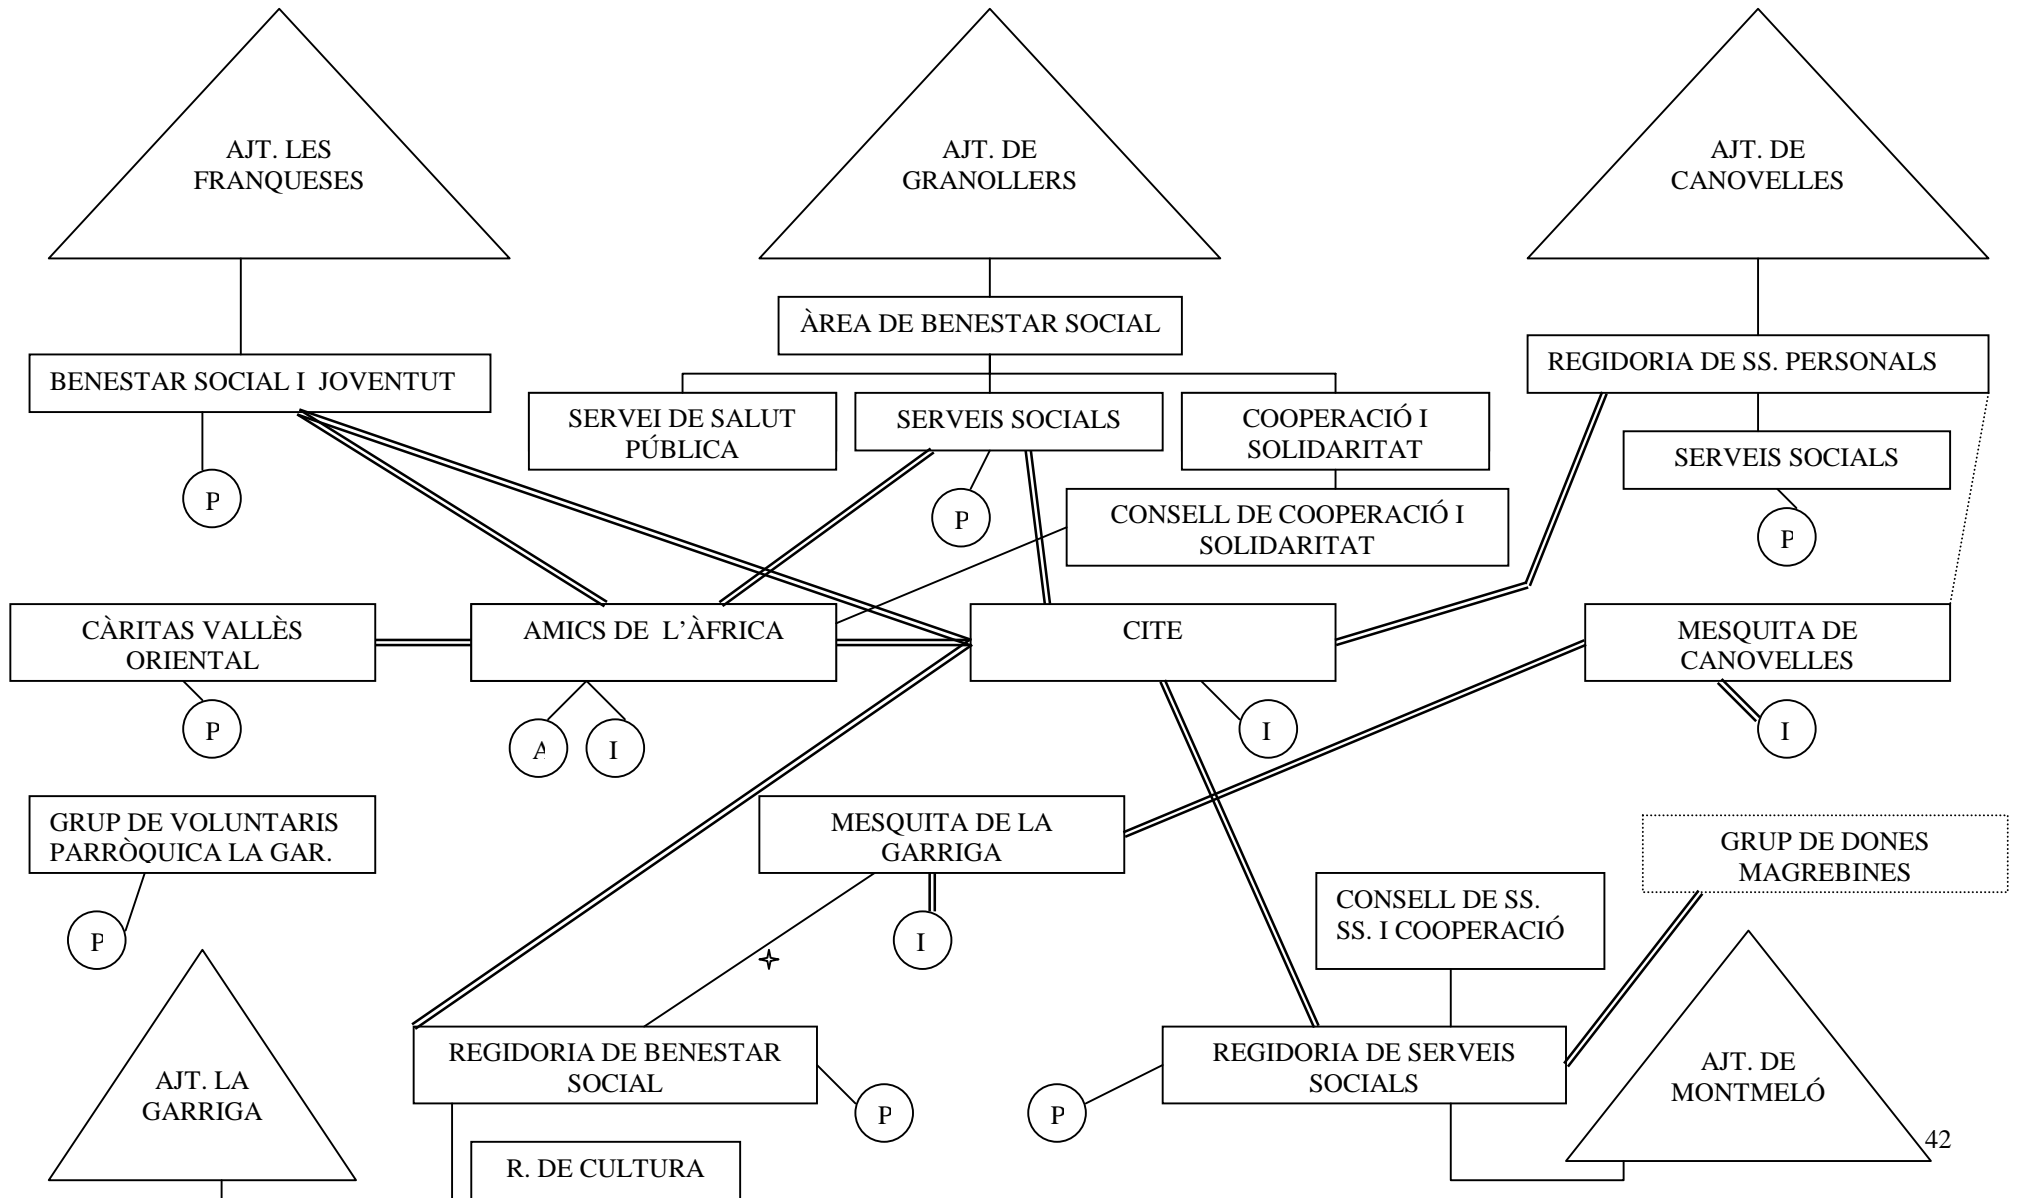 AJT. LES
FRANQUESES
AJT. DE
GRANOLLERS
AJT. DE
CANOVELLES
ÀREA DE BENESTAR SOCIAL
BENESTAR SOCIAL I JOVENTUT
REGIDORIA DE SS. PERSONALS
SERVEI DE SALUT
PÚBLICA
SERVEIS SOCIALS
COOPERACIÓ I
SOLIDARITAT
SERVEIS SOCIALS
P
P
CONSELL DE COOPERACIÓ I
SOLIDARITAT
P
CÀRITAS VALLÈS
ORIENTAL
AMICS DE L'ÀFRICA
CITE
MESQUITA DE
CANOVELLES
P
A
I
I
I
GRUP DE VOLUNTARIS
PARRÒQUICA LA GAR.
MESQUITA DE LA
GARRIGA
GRUP DE DONES
MAGREBINES
CONSELL DE SS.
SS. I COOPERACIÓ
P
I
AJT. LA
GARRIGA
REGIDORIA DE BENESTAR
SOCIAL
REGIDORIA DE SERVEIS
SOCIALS
AJT. DE
MONTMELÓ
P
P
42
R. DE CULTURA